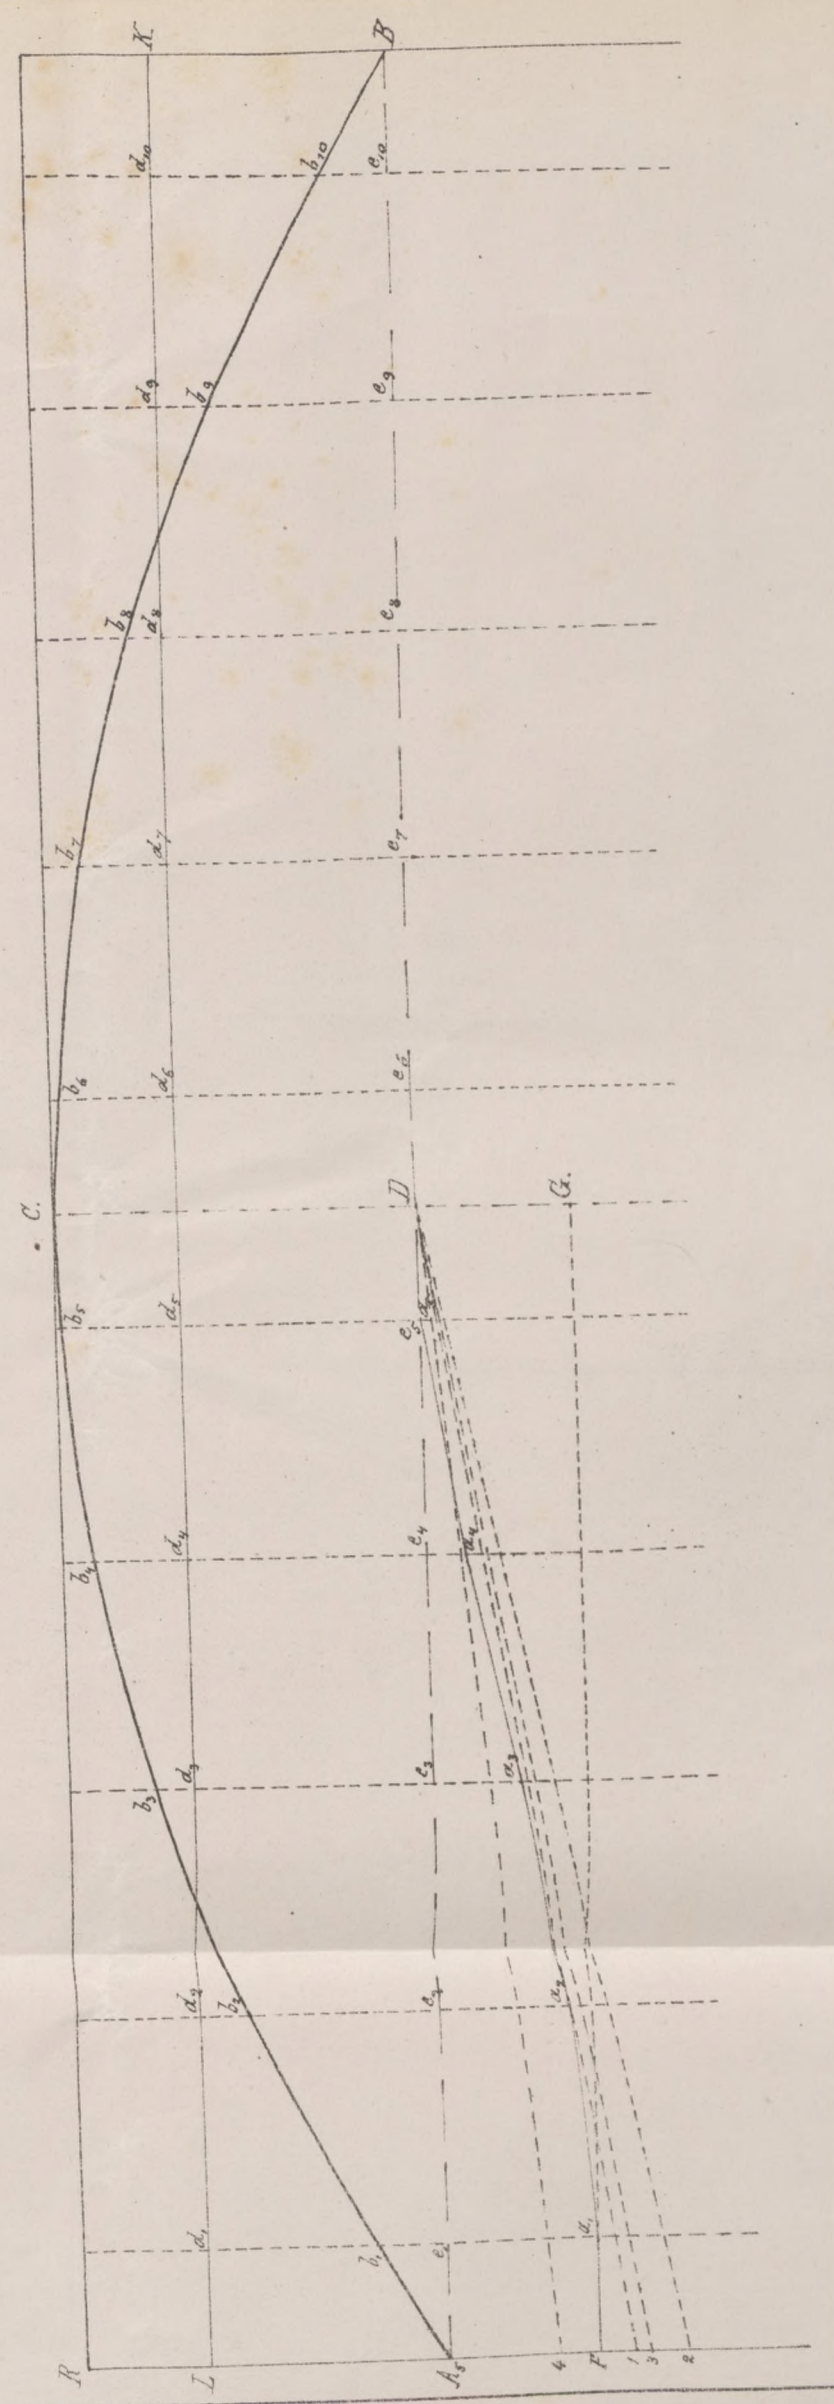 K
B
d₁₀
b₁₀
e₁₀
d₉
b₉
e₉
b₈
d₈
e₈
b₇
d₇
e₇
b₆
d₆
e₆
C.
D
G.
b₅
d₅
e₅
a₅
b₄
d₄
e₄
a₄
b₃
d₃
e₃
a₃
d₂
b₂
e₂
a₂
d₁
b₁
e₁
a₁
R
L
A
5
4
F
1
3
2